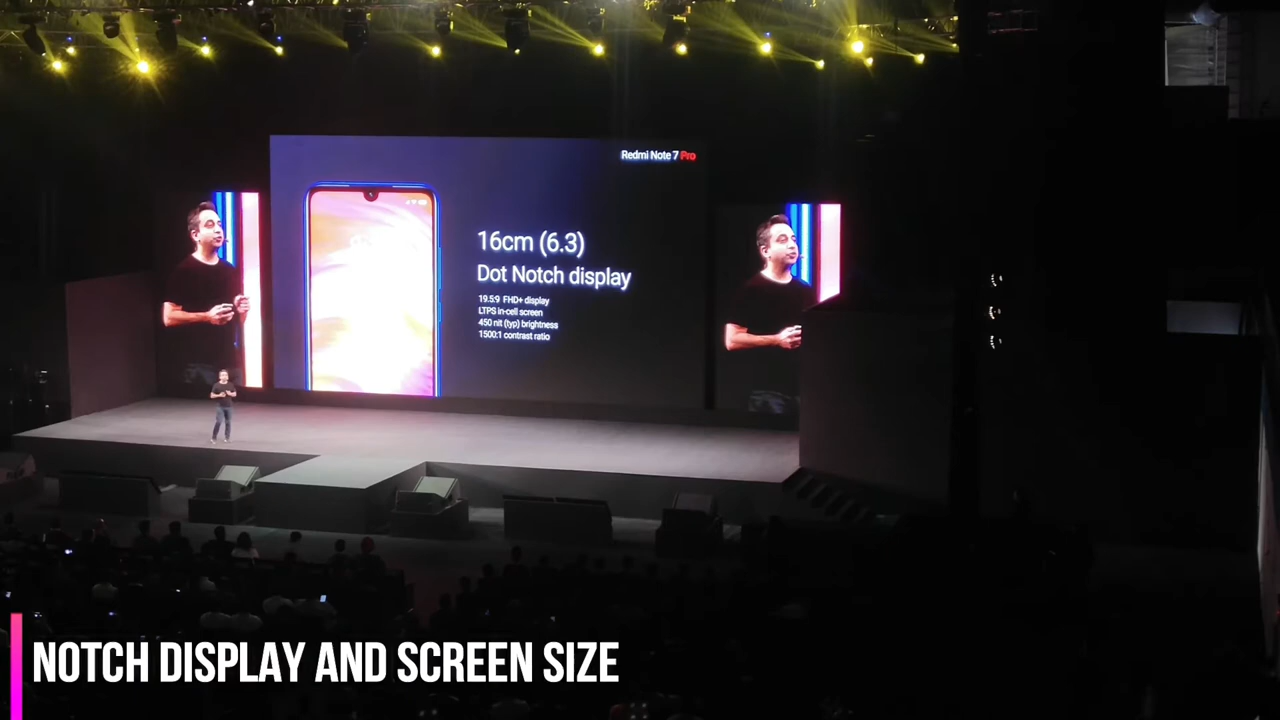 Redmi Note 7 Pro
16cm (6.3)
Dot Notch display
19.5:9 FHD+ display
LTPS in-cell screen
450 nit (typ) brightness
1500:1 contrast ratio
NOTCH DISPLAY AND SCREEN SIZE